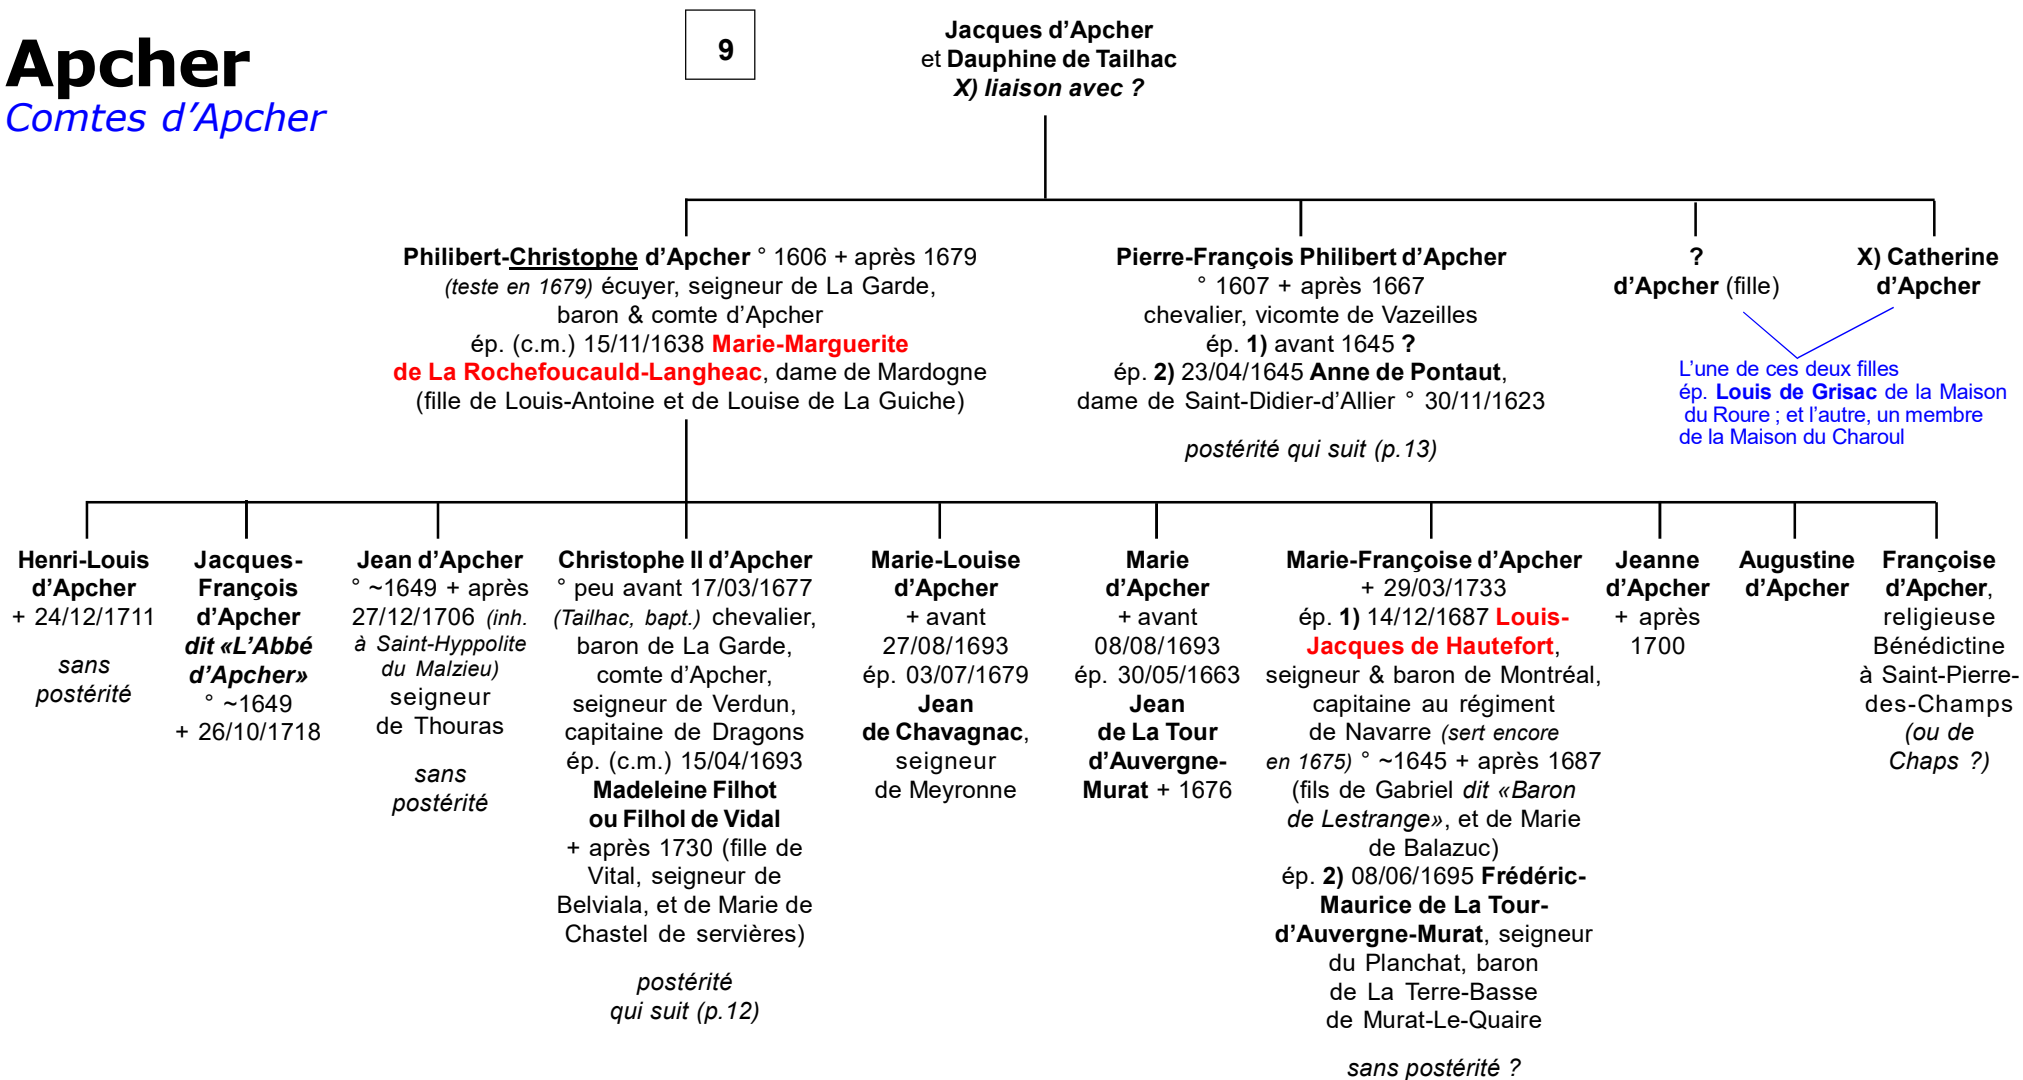 Apcher
Comtes d’Apcher
9
Jacques d’Apcher
et Dauphine de Tailhac
X) liaison avec ?
Philibert-Christophe d’Apcher ° 1606 + après 1679
(teste en 1679) écuyer, seigneur de La Garde,
baron & comte d’Apcher
ép. (c.m.) 15/11/1638 Marie-Marguerite
de La Rochefoucauld-Langheac, dame de Mardogne
(fille de Louis-Antoine et de Louise de La Guiche)
Pierre-François Philibert d’Apcher
° 1607 + après 1667
chevalier, vicomte de Vazeilles
ép. 1) avant 1645 ?
ép. 2) 23/04/1645 Anne de Pontaut,
dame de Saint-Didier-d’Allier ° 30/11/1623
postérité qui suit (p.13)
?
d’Apcher (fille)
X) Catherine
d’Apcher
L’une de ces deux filles
ép. Louis de Grisac de la Maison
du Roure ; et l’autre, un membre
de la Maison du Charoul
Henri-Louis
d’Apcher
+ 24/12/1711
sans
postérité
Jacques-
François
d’Apcher
dit «L’Abbé
d’Apcher»
° ~1649
+ 26/10/1718
Jean d’Apcher
° ~1649 + après
27/12/1706 (inh.
à Saint-Hyppolite
du Malzieu)
seigneur
de Thouras
sans
postérité
Christophe II d’Apcher
° peu avant 17/03/1677
(Tailhac, bapt.) chevalier,
baron de La Garde,
comte d’Apcher,
seigneur de Verdun,
capitaine de Dragons
ép. (c.m.) 15/04/1693
Madeleine Filhot
ou Filhol de Vidal
+ après 1730 (fille de
Vital, seigneur de
Belviala, et de Marie de
Chastel de servières)
postérité
qui suit (p.12)
Marie-Louise
d’Apcher
+ avant
27/08/1693
ép. 03/07/1679
Jean
de Chavagnac,
seigneur
de Meyronne
Marie
d’Apcher
+ avant
08/08/1693
ép. 30/05/1663
Jean
de La Tour
d’Auvergne-
Murat + 1676
Marie-Françoise d’Apcher
+ 29/03/1733
ép. 1) 14/12/1687 Louis-
Jacques de Hautefort,
seigneur & baron de Montréal,
capitaine au régiment
de Navarre (sert encore
en 1675) ° ~1645 + après 1687
(fils de Gabriel dit «Baron
de Lestrange», et de Marie
de Balazuc)
ép. 2) 08/06/1695 Frédéric-
Maurice de La Tour-
d’Auvergne-Murat, seigneur
du Planchat, baron
de La Terre-Basse
de Murat-Le-Quaire
sans postérité ?
Jeanne
d’Apcher
+ après
1700
Augustine
d’Apcher
Françoise
d’Apcher,
religieuse
Bénédictine
à Saint-Pierre-
des-Champs
(ou de
Chaps ?)